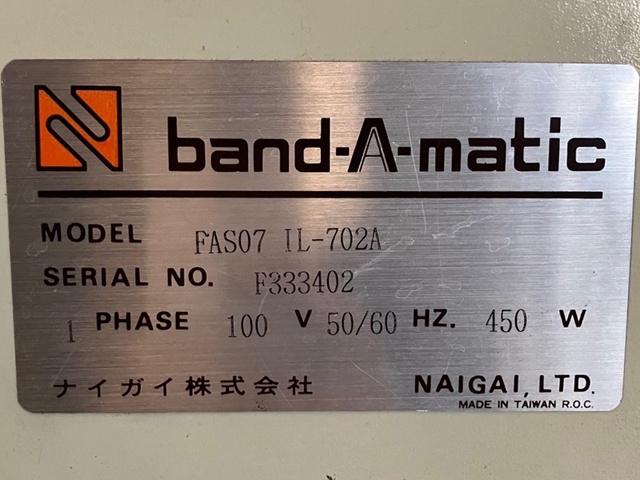 band-A-matic
MODEL FAS07 IL-702A
SERIAL NO. F333402
1 PHASE 100 V 50/60 HZ. 450 W
ナイガイ株式会社 NAIGAI, LTD.
MADE IN TAIWAN R.O.C.